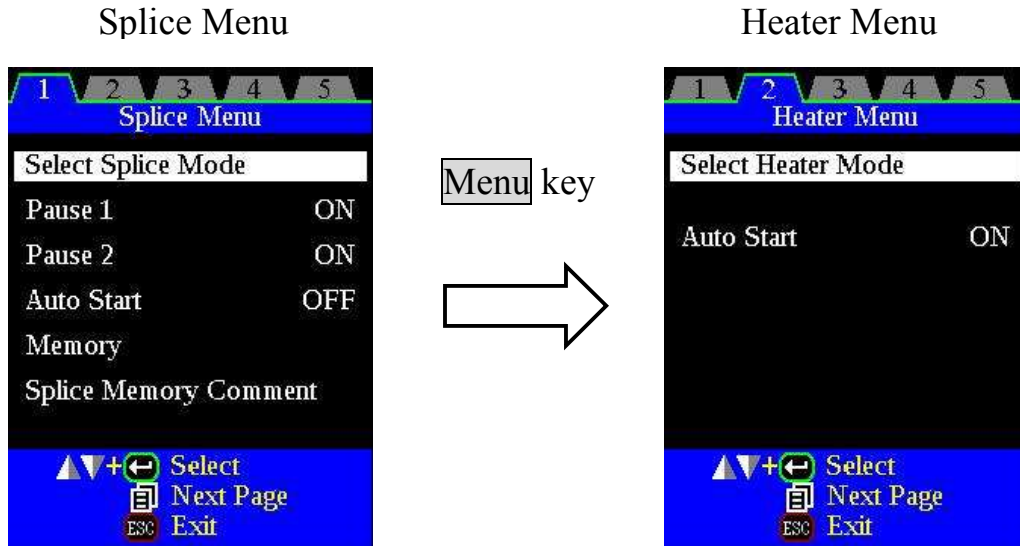 Splice Menu
1 2 3 4 5
Splice Menu
Select Splice Mode
Pause 1 ON
Pause 2 ON
Auto Start OFF
Memory
Splice Memory Comment
+ Select
Next Page
ESC Exit
Menu key
Heater Menu
1 2 3 4 5
Heater Menu
Select Heater Mode
Auto Start ON
+ Select
Next Page
ESC Exit